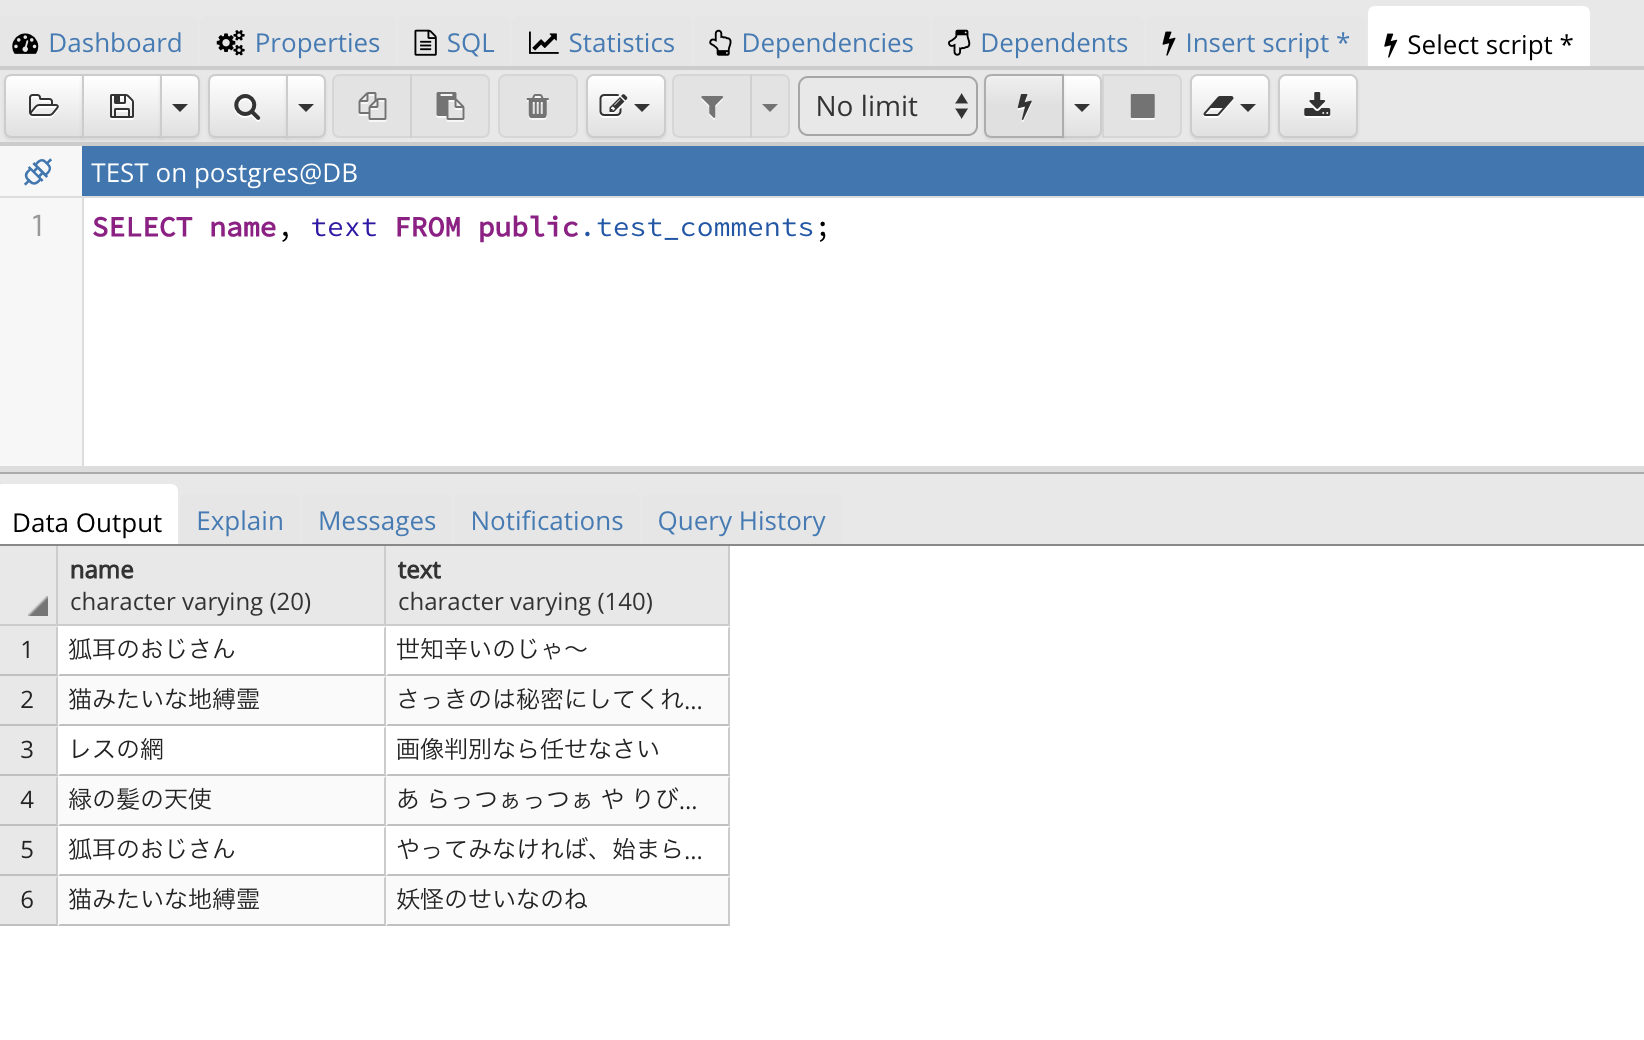 Dashboard Properties SQL Statistics Dependencies Dependents Insert script * Select script *
No limit
TEST on postgres@DB
1 SELECT name, text FROM public.test_comments;
Data Output Explain Messages Notifications Query History
name text
character varying (20) character varying (140)
1 狐耳のおじさん 世知辛いのじゃ〜
2 猫みたいな地縛霊 さっきのは秘密にしてくれ...
3 レスの網 画像判別なら任せなさい
4 緑の髪の天使 あ らっつぁっつぁ や りび...
5 狐耳のおじさん やってみなければ、始まら...
6 猫みたいな地縛霊 妖怪のせいなのね